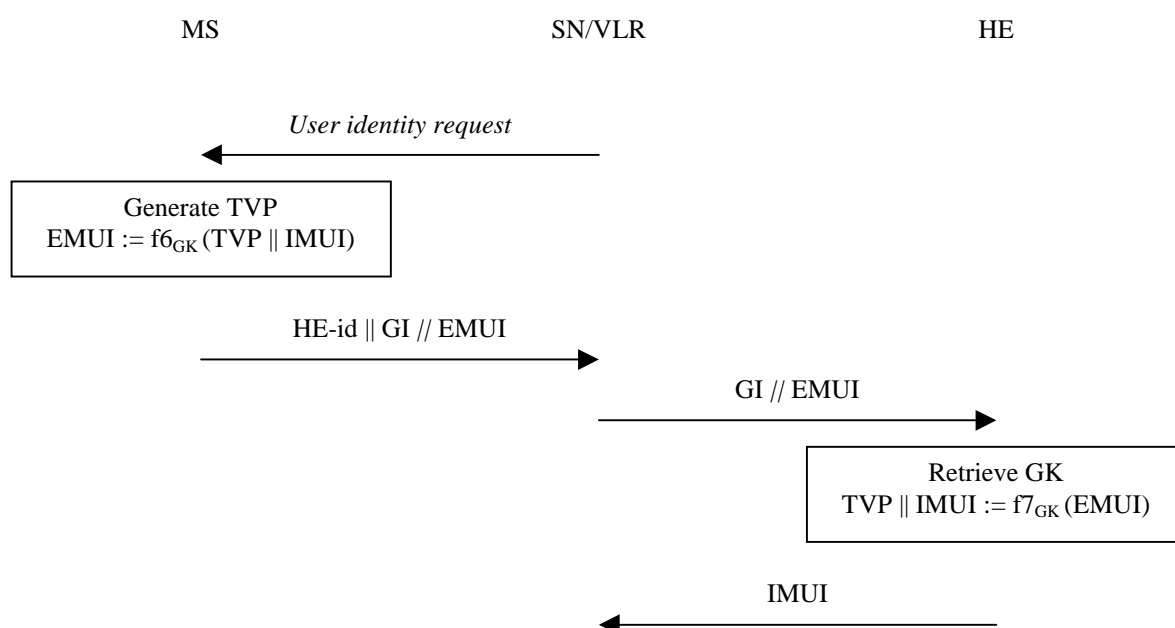 MS SN/VLR HE
User identity request
Generate TVP
EMUI := f6GK (TVP || IMUI)
HE-id || GI // EMUI
GI // EMUI
Retrieve GK
TVP || IMUI := f7GK (EMUI)
IMUI